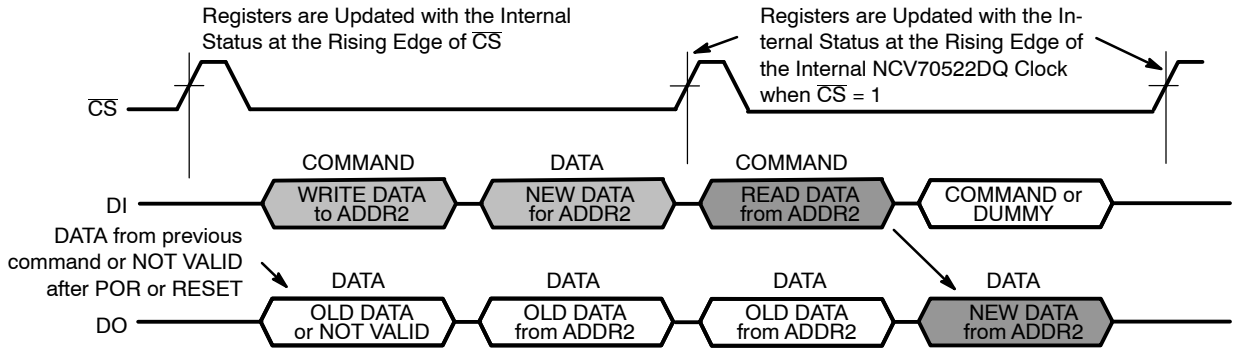 Registers are Updated with the Internal
Status at the Rising Edge of C̅S̅
Registers are Updated with the In-
ternal Status at the Rising Edge of
the Internal NCV70522DQ Clock
when C̅S̅ = 1
C̅S̅
COMMAND
DATA
COMMAND
DI
WRITE DATA
to ADDR2
NEW DATA
for ADDR2
READ DATA
from ADDR2
COMMAND or
DUMMY
DATA from previous
command or NOT VALID
after POR or RESET
DATA
DATA
DATA
DATA
DO
OLD DATA
or NOT VALID
OLD DATA
from ADDR2
OLD DATA
from ADDR2
NEW DATA
from ADDR2